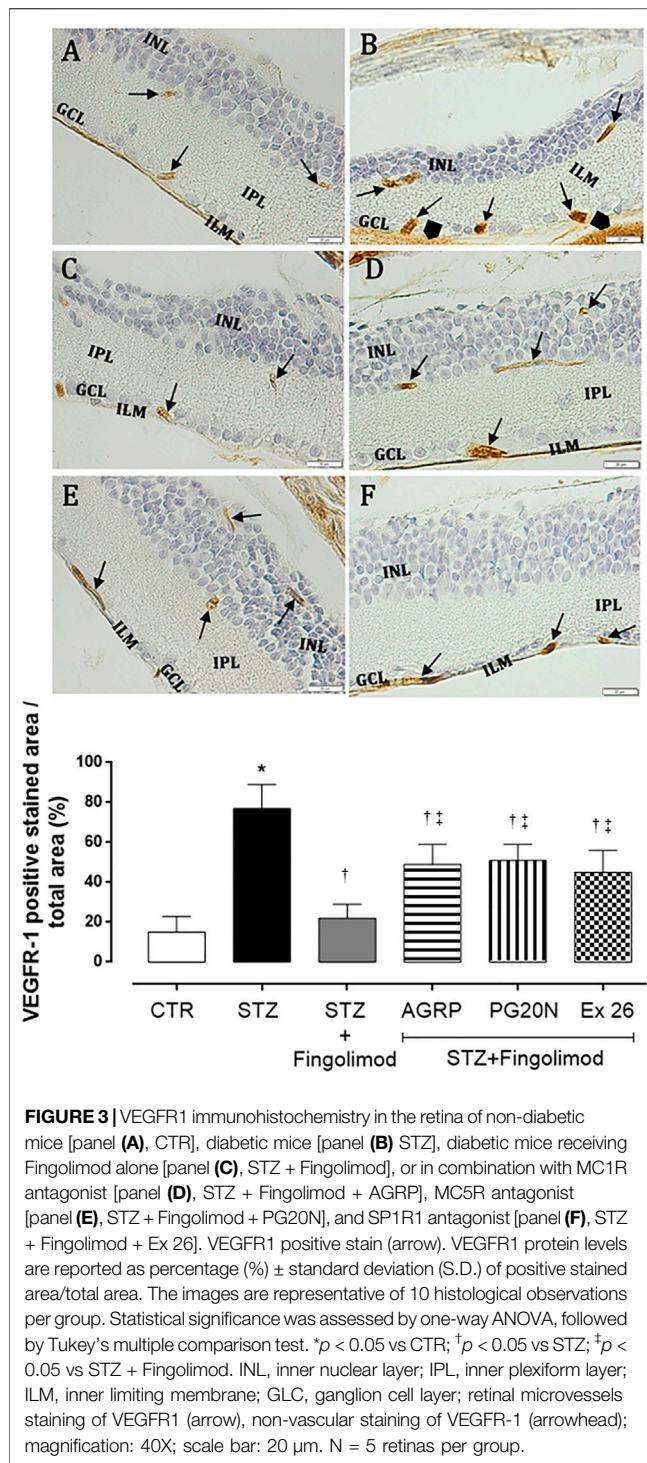 A
INL
GCL
IPL
ILM
B
INL
ILM
GCL
C
INL
IPL
GCL
ILM
D
INL
IPL
GCL
ILM
E
ILM
GCL
IPL
INL
F
INL
IPL
GCL
ILM
VEGFR-1 positive stained area /
total area (%)
100
80
60
40
20
0
*
†
† ‡
† ‡
† ‡
CTR
STZ
STZ
+
Fingolimod
AGRP
PG20N
Ex 26
STZ+Fingolimod
FIGURE 3 | VEGFR1 immunohistochemistry in the retina of non-diabetic
mice [panel (A), CTR], diabetic mice [panel (B) STZ], diabetic mice receiving
Fingolimod alone [panel (C), STZ + Fingolimod], or in combination with MC1R
antagonist [panel (D), STZ + Fingolimod + AGRP], MC5R antagonist
[panel (E), STZ + Fingolimod + PG20N], and SP1R1 antagonist [panel (F), STZ
+ Fingolimod + Ex 26]. VEGFR1 positive stain (arrow). VEGFR1 protein levels
are reported as percentage (%) ± standard deviation (S.D.) of positive stained
area/total area. The images are representative of 10 histological observations
per group. Statistical significance was assessed by one-way ANOVA, followed
by Tukey's multiple comparison test. *p < 0.05 vs CTR; †p < 0.05 vs STZ; ‡p <
0.05 vs STZ + Fingolimod. INL, inner nuclear layer; IPL, inner plexiform layer;
ILM, inner limiting membrane; GLC, ganglion cell layer; retinal microvessels
staining of VEGFR1 (arrow), non-vascular staining of VEGFR-1 (arrowhead);
magnification: 40X; scale bar: 20 µm. N = 5 retinas per group.